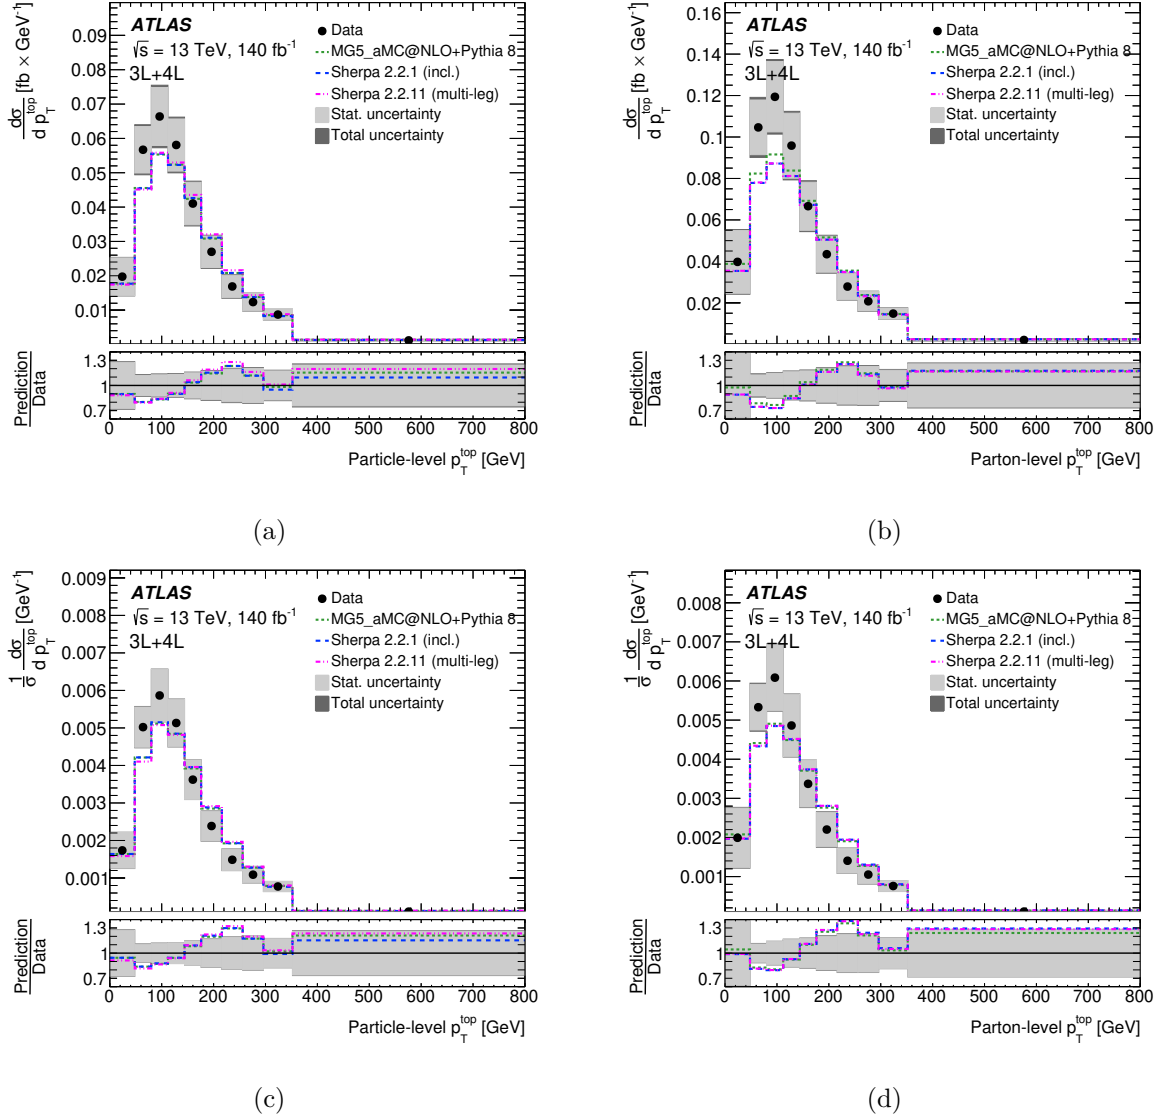 ATLAS
√s = 13 TeV, 140 fb⁻¹
3L+4L
Data
MG5_aMC@NLO+Pythia 8
Sherpa 2.2.1 (incl.)
Sherpa 2.2.11 (multi-leg)
Stat. uncertainty
Total uncertainty
dσ / d p_T^top [fb × GeV⁻¹]
0.09
0.08
0.07
0.06
0.05
0.04
0.03
0.02
0.01
Prediction / Data
1.3
1
0.7
0 100 200 300 400 500 600 700 800
Particle-level p_T^top [GeV]
(a)
ATLAS
√s = 13 TeV, 140 fb⁻¹
3L+4L
Data
MG5_aMC@NLO+Pythia 8
Sherpa 2.2.1 (incl.)
Sherpa 2.2.11 (multi-leg)
Stat. uncertainty
Total uncertainty
dσ / d p_T^top [fb × GeV⁻¹]
0.16
0.14
0.12
0.1
0.08
0.06
0.04
0.02
Prediction / Data
1.3
1
0.7
0 100 200 300 400 500 600 700 800
Parton-level p_T^top [GeV]
(b)
ATLAS
√s = 13 TeV, 140 fb⁻¹
3L+4L
Data
MG5_aMC@NLO+Pythia 8
Sherpa 2.2.1 (incl.)
Sherpa 2.2.11 (multi-leg)
Stat. uncertainty
Total uncertainty
1/σ dσ / d p_T^top [GeV⁻¹]
0.009
0.008
0.007
0.006
0.005
0.004
0.003
0.002
0.001
Prediction / Data
1.3
1
0.7
0 100 200 300 400 500 600 700 800
Particle-level p_T^top [GeV]
(c)
ATLAS
√s = 13 TeV, 140 fb⁻¹
3L+4L
Data
MG5_aMC@NLO+Pythia 8
Sherpa 2.2.1 (incl.)
Sherpa 2.2.11 (multi-leg)
Stat. uncertainty
Total uncertainty
1/σ dσ / d p_T^top [GeV⁻¹]
0.008
0.007
0.006
0.005
0.004
0.003
0.002
0.001
Prediction / Data
1.3
1
0.7
0 100 200 300 400 500 600 700 800
Parton-level p_T^top [GeV]
(d)